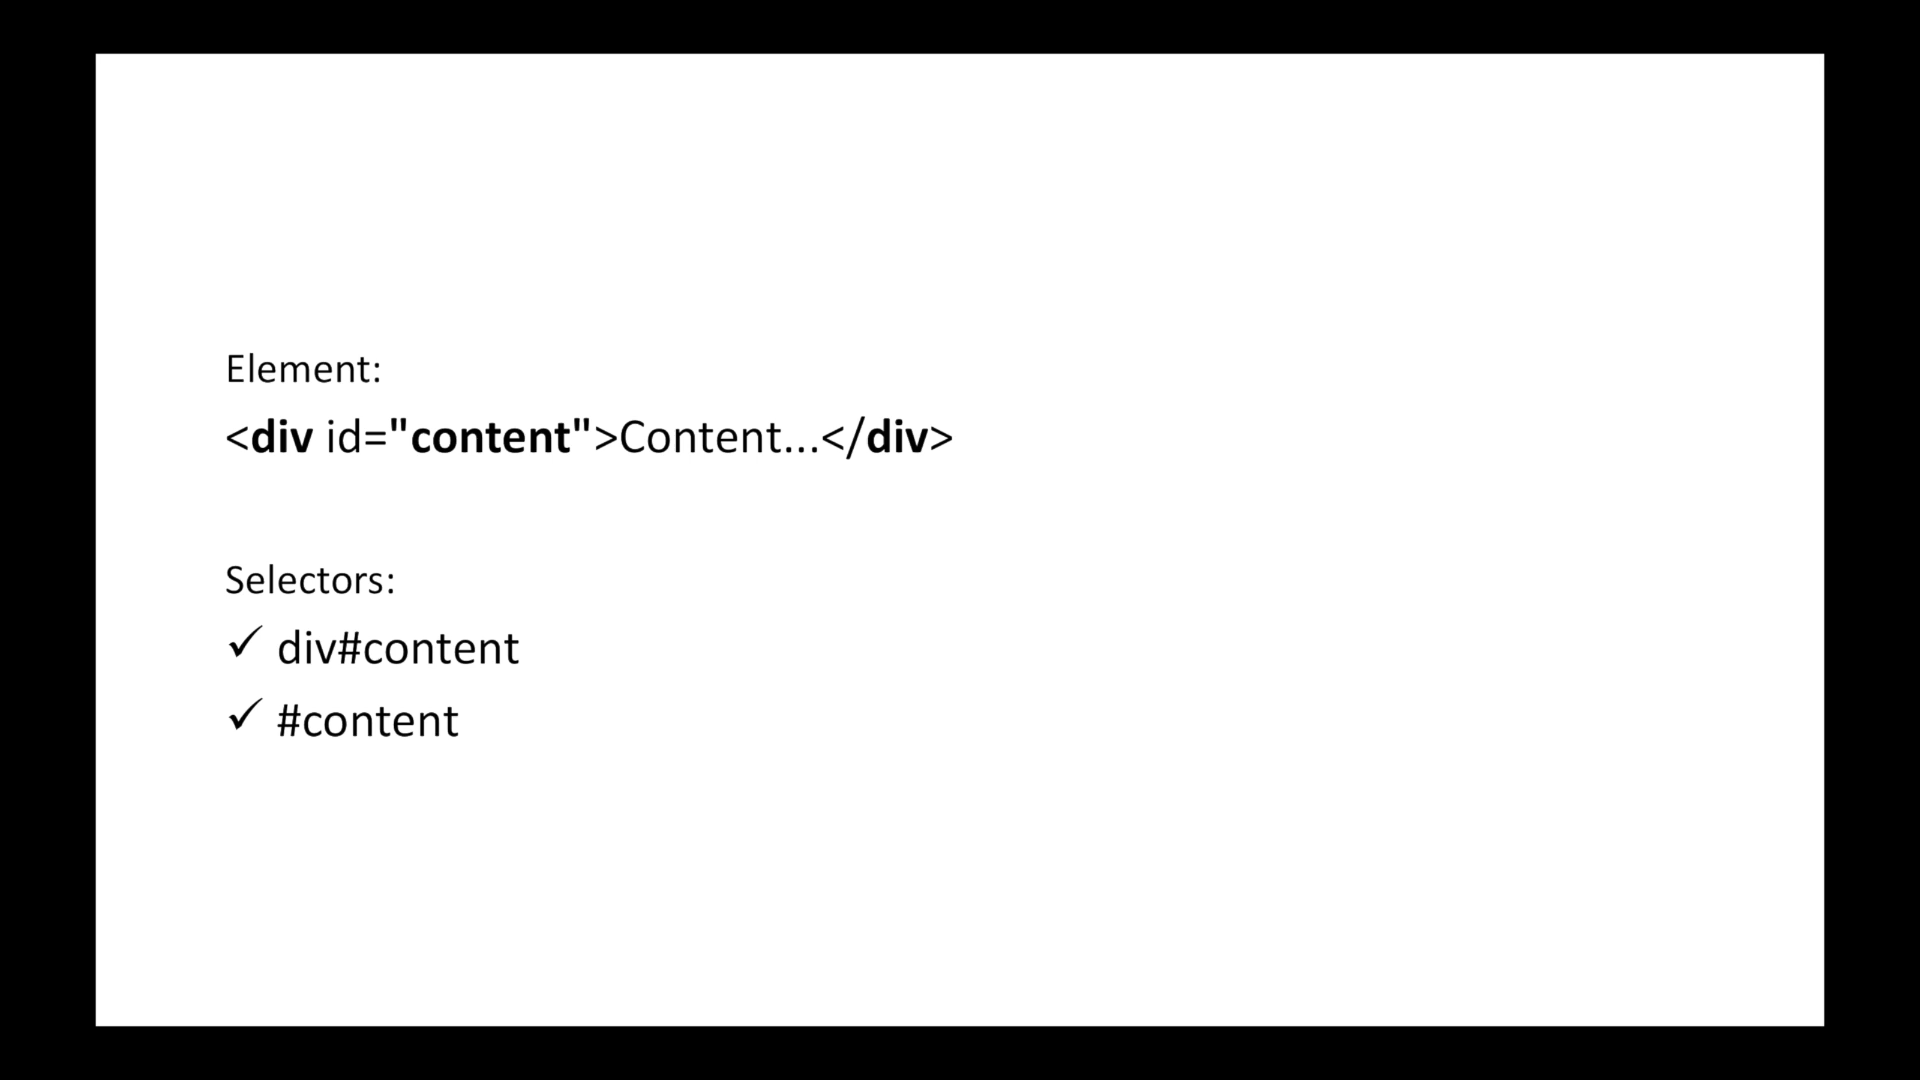 Element:
<div id="content">Content...</div>
Selectors:
✓ div#content
✓ #content